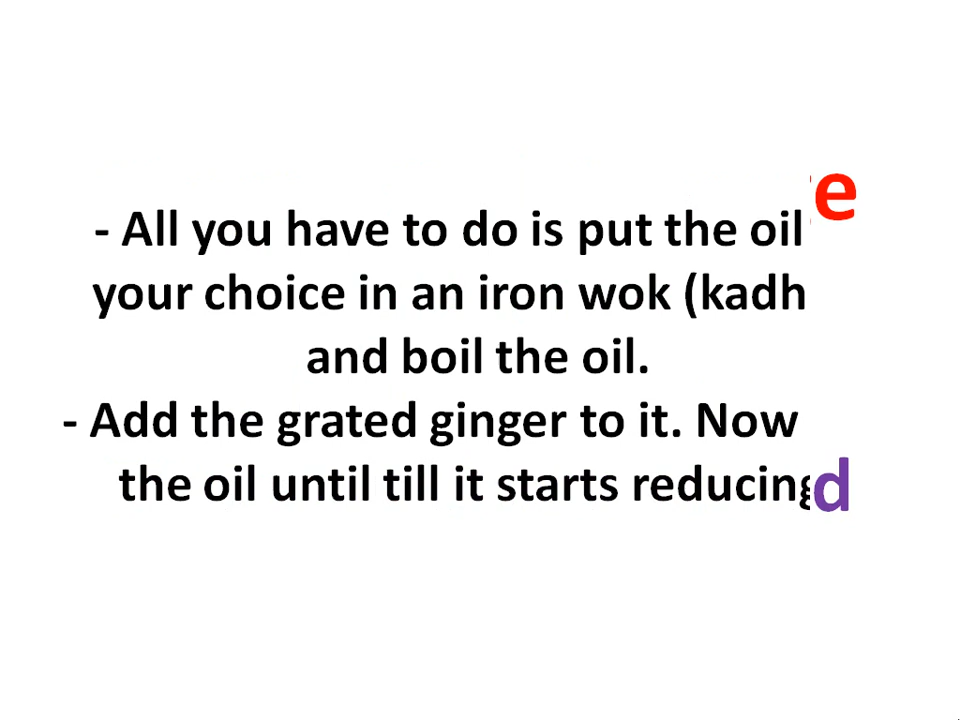 - All you have to do is put the oil
your choice in an iron wok (kadh
and boil the oil.
- Add the grated ginger to it. Now
the oil until till it starts reducing